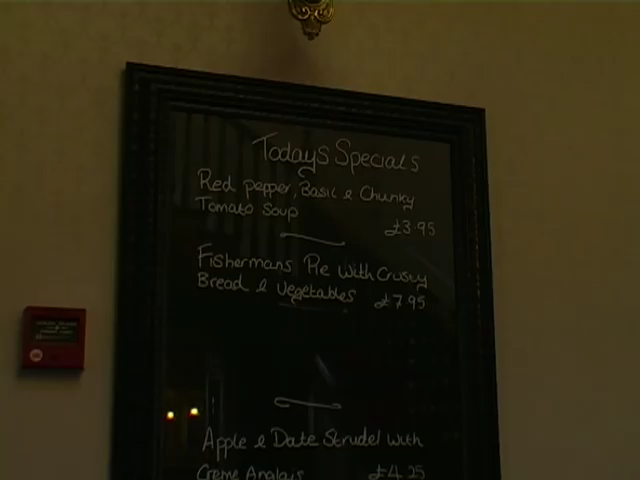 Todays Specials
Red pepper, Basic & Chunky
Tomato Soup
£3.95
Fishermans Pie With Crusty
Bread & Vegetables £7.95
Apple & Date Strudel with
Creme Anglais £4.25